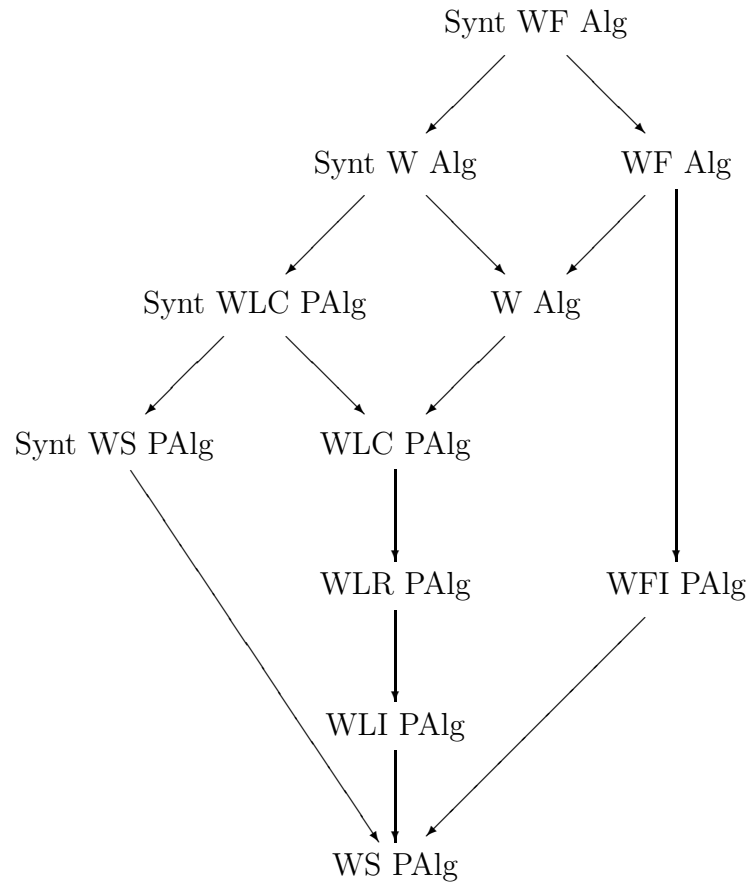 Synt WF Alg
Synt W Alg
WF Alg
Synt WLC PAlg
W Alg
Synt WS PAlg
WLC PAlg
WLR PAlg
WFI PAlg
WLI PAlg
WS PAlg